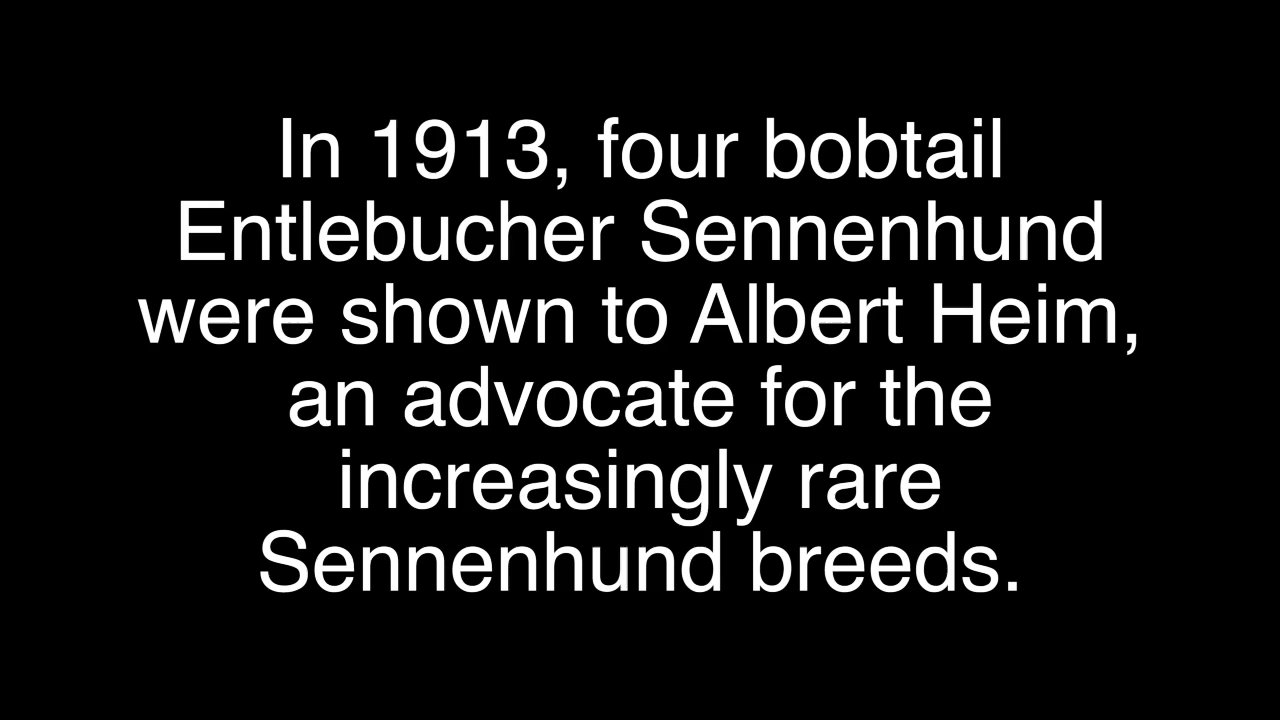 In 1913, four bobtail
Entlebucher Sennenhund
were shown to Albert Heim,
an advocate for the
increasingly rare
Sennenhund breeds.